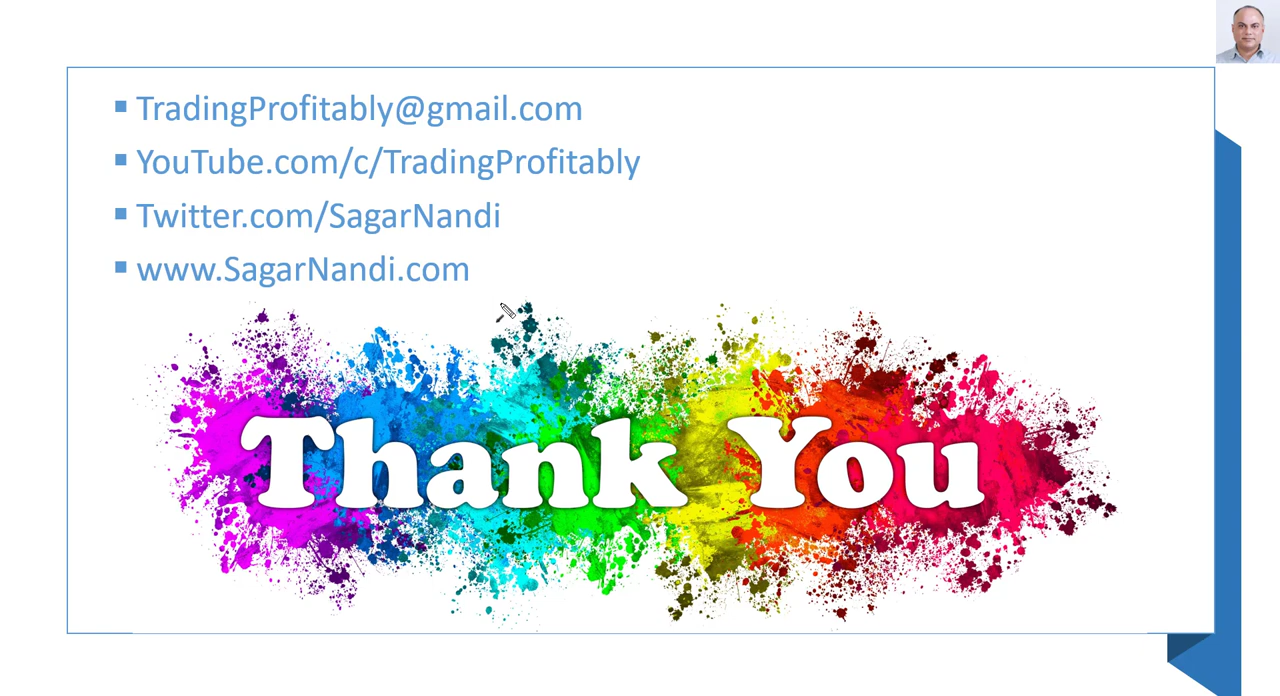 TradingProfitably@gmail.com
YouTube.com/c/TradingProfitably
Twitter.com/SagarNandi
www.SagarNandi.com
Thank You